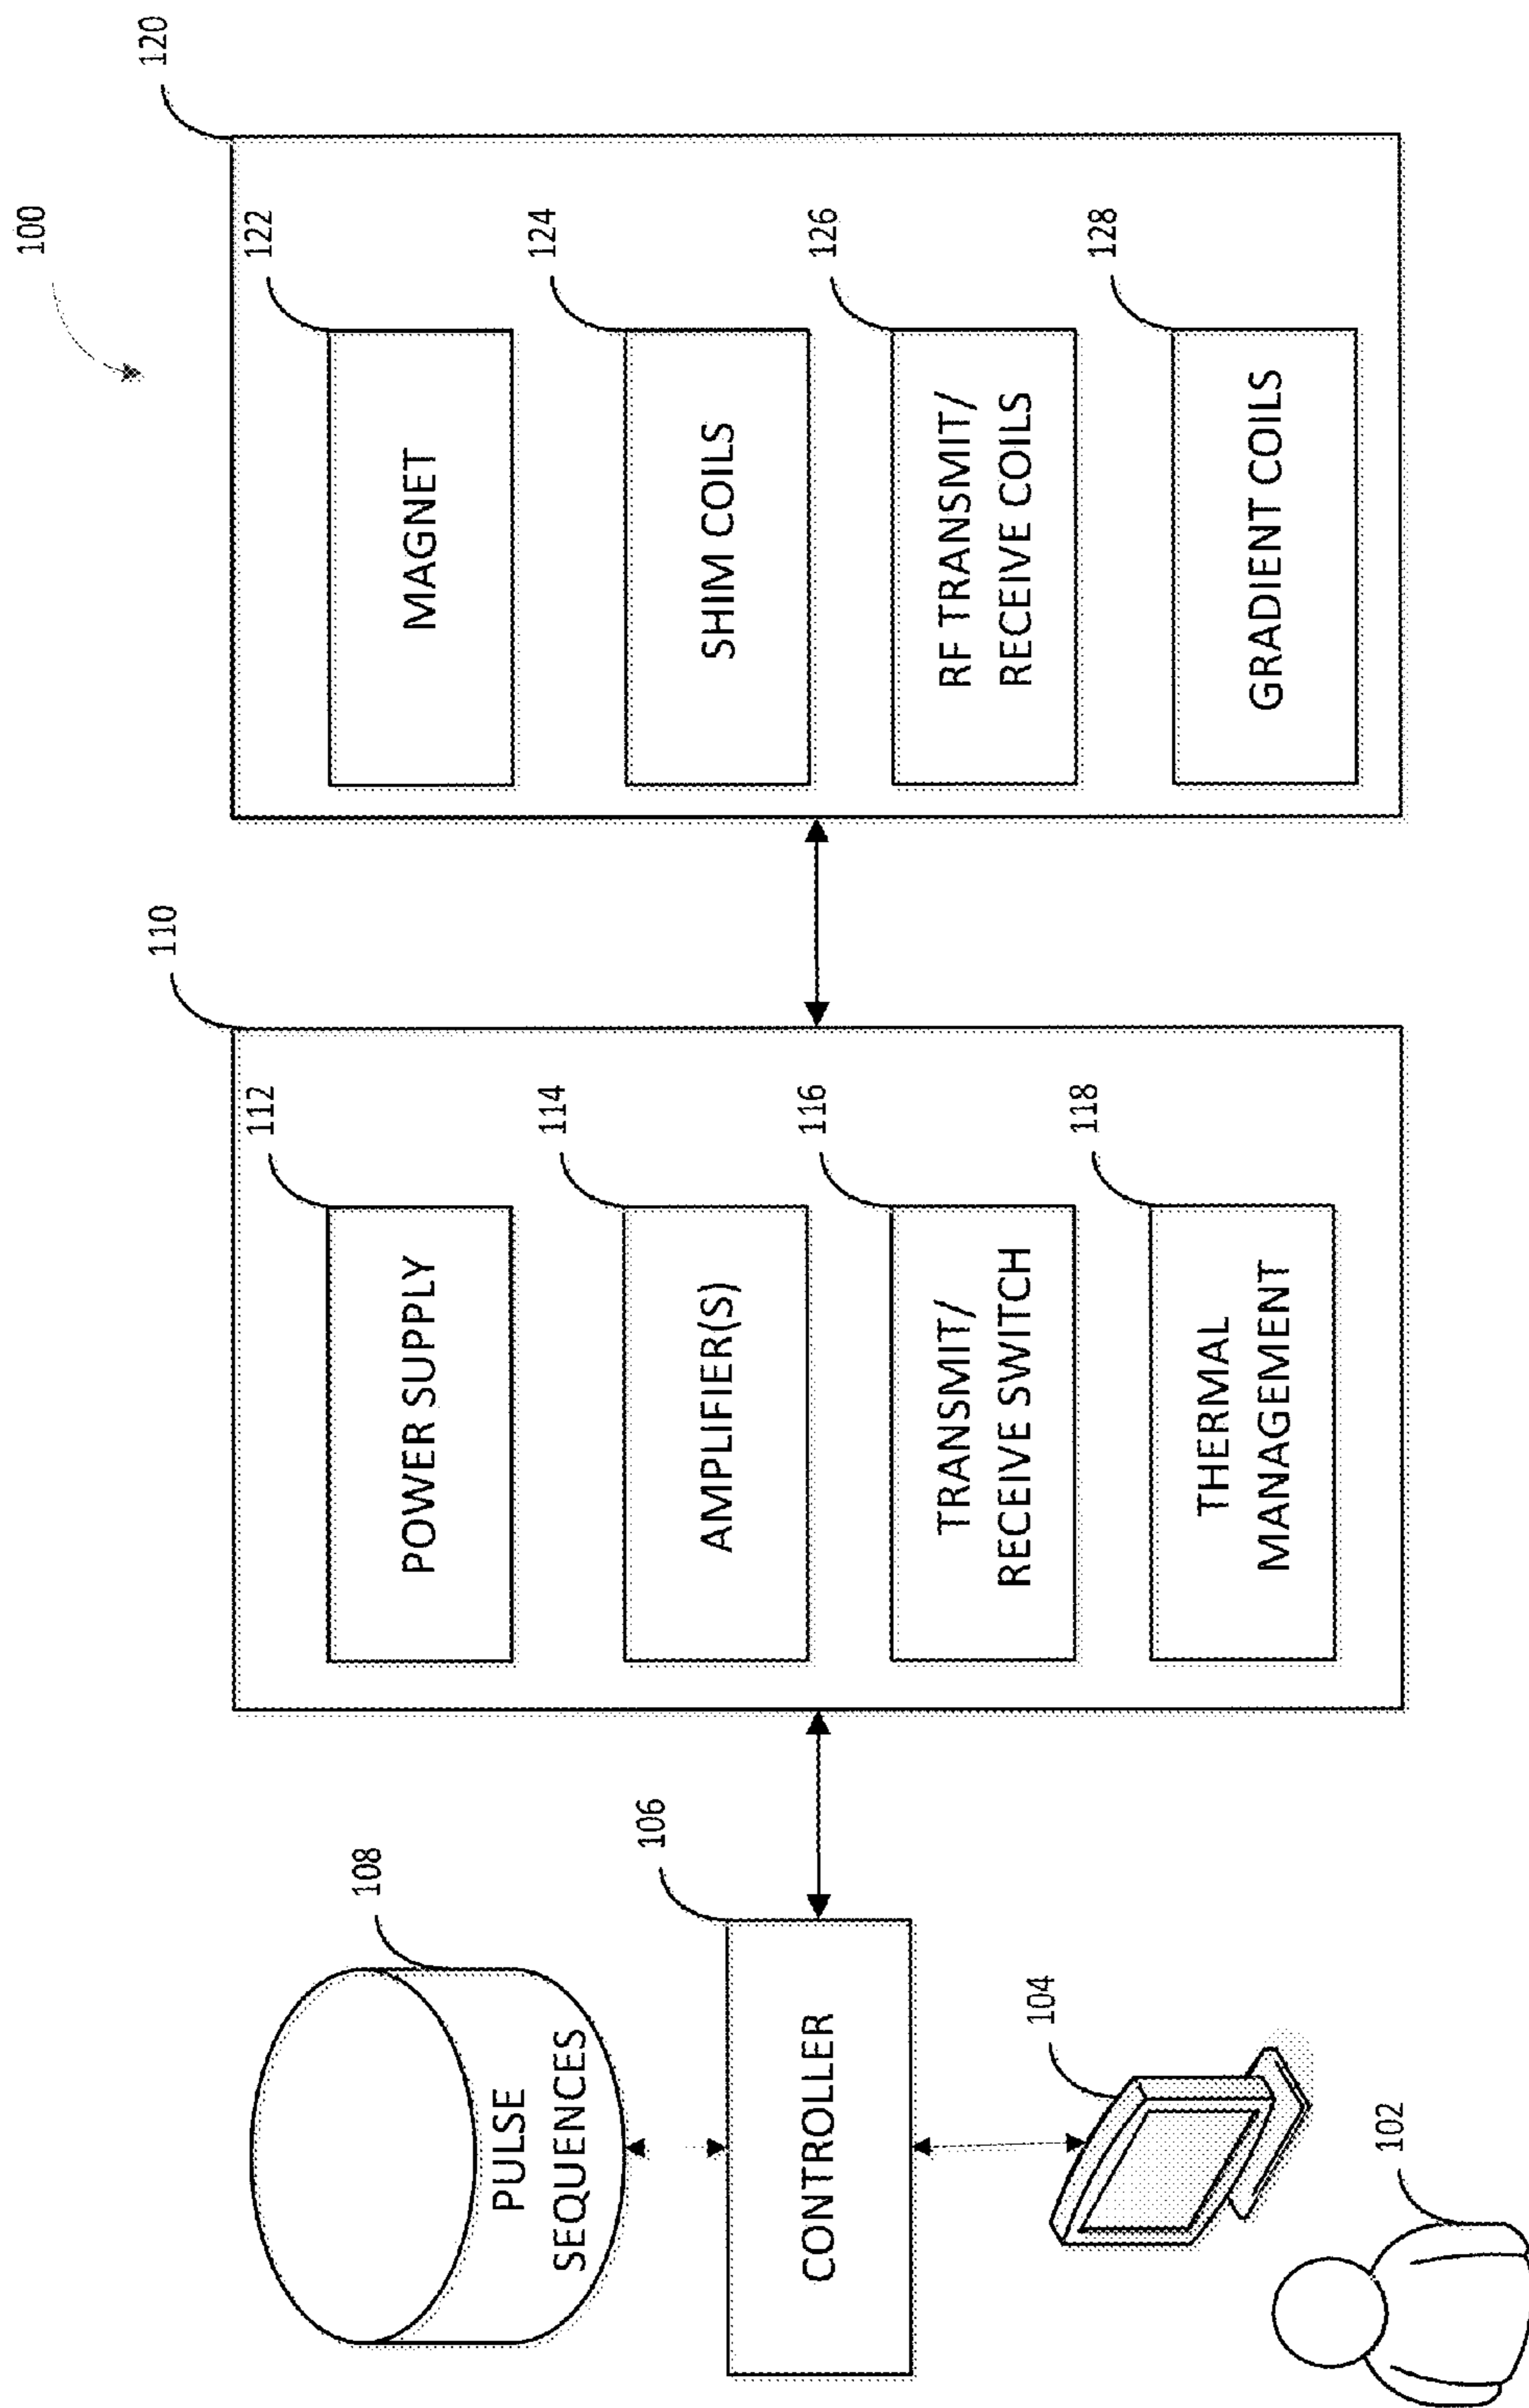 100
120
122
MAGNET
124
SHIM COILS
126
RF TRANSMIT/
RECEIVE COILS
128
GRADIENT COILS
110
112
POWER SUPPLY
114
AMPLIFIER(S)
116
TRANSMIT/
RECEIVE SWITCH
118
THERMAL
MANAGEMENT
108
PULSE
SEQUENCES
106
CONTROLLER
104
102